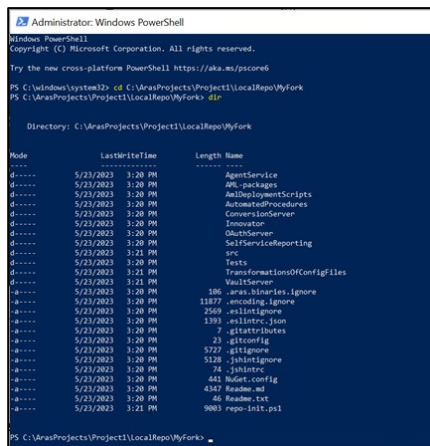 Administrator: Windows PowerShell
Windows PowerShell
Copyright (C) Microsoft Corporation. All rights reserved.
Try the new cross-platform PowerShell https://aka.ms/pscore6
PS C:\windows\system32> cd C:\ArasProjects\Project1\LocalRepo\MyFork
PS C:\ArasProjects\Project1\LocalRepo\MyFork> dir
Directory: C:\ArasProjects\Project1\LocalRepo\MyFork
Mode LastWriteTime Length Name
---- ------------- ------ ----
d----- 5/23/2023 3:20 PM AgentService
d----- 5/23/2023 3:20 PM AML-packages
d----- 5/23/2023 3:20 PM AmlDeploymentScripts
d----- 5/23/2023 3:20 PM AutomatedProcedures
d----- 5/23/2023 3:20 PM ConversionServer
d----- 5/23/2023 3:20 PM Innovator
d----- 5/23/2023 3:20 PM OAuthServer
d----- 5/23/2023 3:20 PM SelfServiceReporting
d----- 5/23/2023 3:21 PM src
d----- 5/23/2023 3:20 PM Tests
d----- 5/23/2023 3:21 PM TransformationsOfConfigFiles
d----- 5/23/2023 3:21 PM VaultServer
-a---- 5/23/2023 3:20 PM 106 .aras.binaries.ignore
-a---- 5/23/2023 3:20 PM 11877 .encoding.ignore
-a---- 5/23/2023 3:20 PM 2569 .eslintignore
-a---- 5/23/2023 3:20 PM 1393 .eslintrc.json
-a---- 5/23/2023 3:20 PM 7 .gitattributes
-a---- 5/23/2023 3:20 PM 23 .gitconfig
-a---- 5/23/2023 3:20 PM 5727 .gitignore
-a---- 5/23/2023 3:20 PM 5128 .jshintignore
-a---- 5/23/2023 3:20 PM 74 .jshintrc
-a---- 5/23/2023 3:20 PM 441 NuGet.config
-a---- 5/23/2023 3:20 PM 4347 Readme.md
-a---- 5/23/2023 3:20 PM 46 Readme.txt
-a---- 5/23/2023 3:21 PM 9003 repo-init.ps1
PS C:\ArasProjects\Project1\LocalRepo\MyFork> _